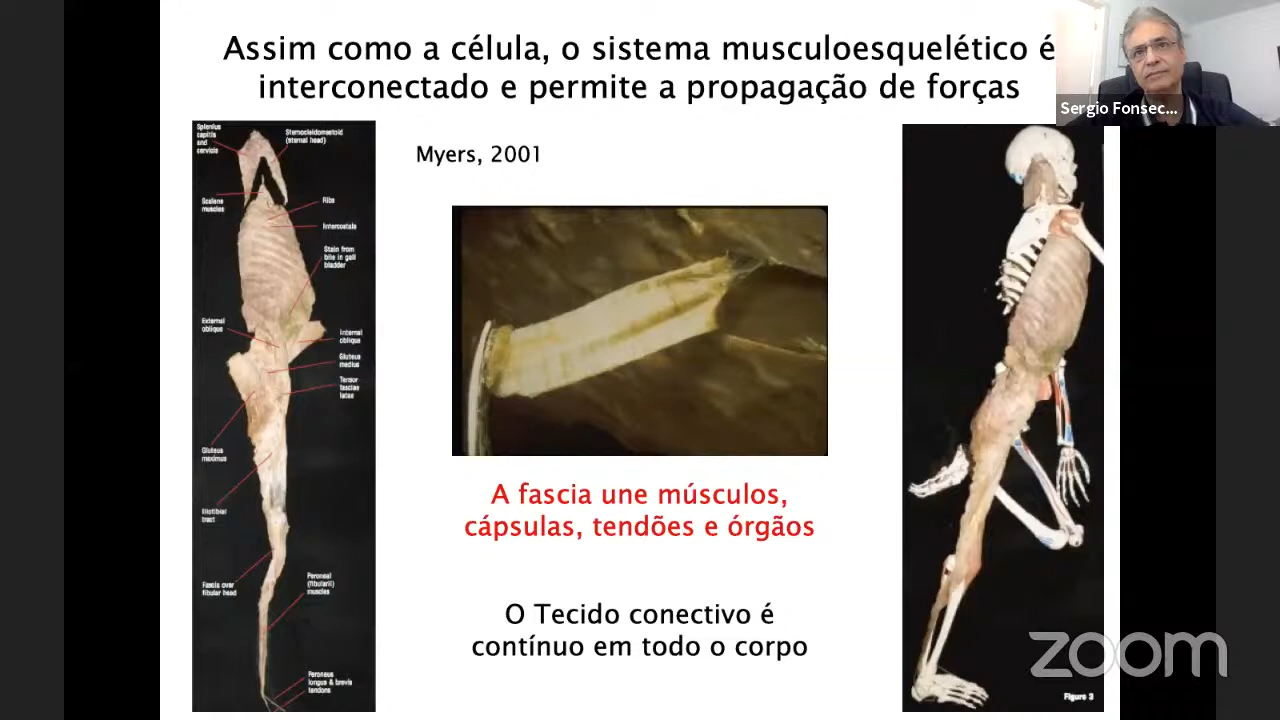 Assim como a célula, o sistema musculoesquelético é
interconectado e permite a propagação de forças
Sergio Fonsec...
Myers, 2001
Splenius
capitis
and
cervicis
Sternocleidomastoid
(sternal head)
Scalene
muscles
Ribs
Intercostals
Stain from
bile in gall
bladder
External
oblique
Internal
oblique
Gluteus
medius
Tensor
fasciae
latae
Gluteus
maximus
Iliotibial
tract
Fascia over
fibular head
Peroneal
(fibularii)
muscles
Peroneus
longus & brevis
tendons
A fascia une músculos,
cápsulas, tendões e órgãos
O Tecido conectivo é
contínuo em todo o corpo
zoom
Figure 3